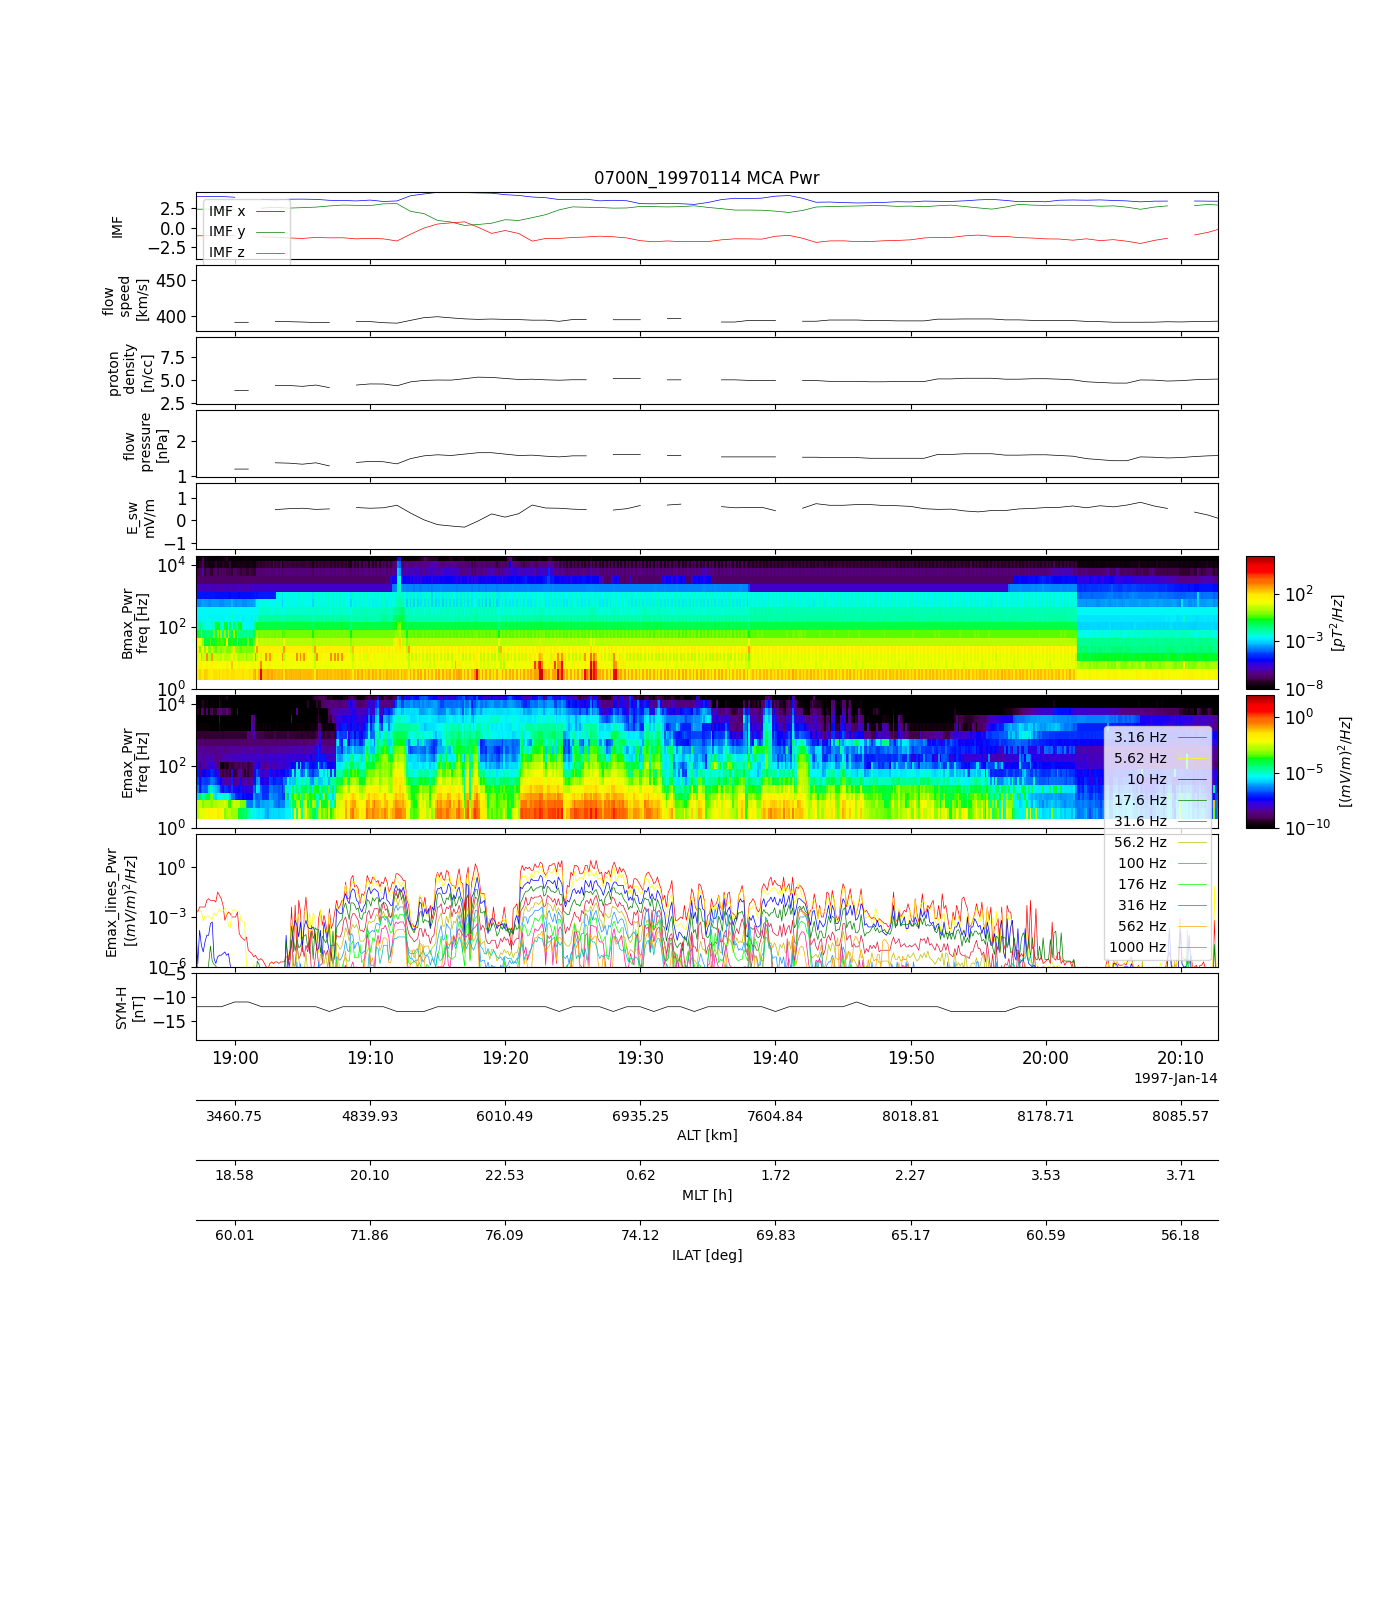 0700N_19970114 MCA Pwr
IMF
2.5
0.0
−2.5
IMF x
IMF y
IMF z
flow
speed
[km/s]
450
400
proton
density
[n/cc]
7.5
5.0
2.5
flow
pressure
[nPa]
2
1
E_sw
mV/m
1
0
−1
Bmax_Pwr
freq [Hz]
10^4
10^2
10^0
10^2
10^−3
10^−8
[pT^2/Hz]
Emax_Pwr
freq [Hz]
10^4
10^2
10^0
10^0
10^−5
10^−10
[(mV/m)^2/Hz]
3.16 Hz
5.62 Hz
10 Hz
17.6 Hz
31.6 Hz
56.2 Hz
100 Hz
176 Hz
316 Hz
562 Hz
1000 Hz
Emax_lines_Pwr
[(mV/m)^2/Hz]
10^0
10^−3
10^−6
SYM-H
[nT]
−5
−10
−15
19:00 19:10 19:20 19:30 19:40 19:50 20:00 20:10
1997-Jan-14
3460.75 4839.93 6010.49 6935.25 7604.84 8018.81 8178.71 8085.57
ALT [km]
18.58 20.10 22.53 0.62 1.72 2.27 3.53 3.71
MLT [h]
60.01 71.86 76.09 74.12 69.83 65.17 60.59 56.18
ILAT [deg]